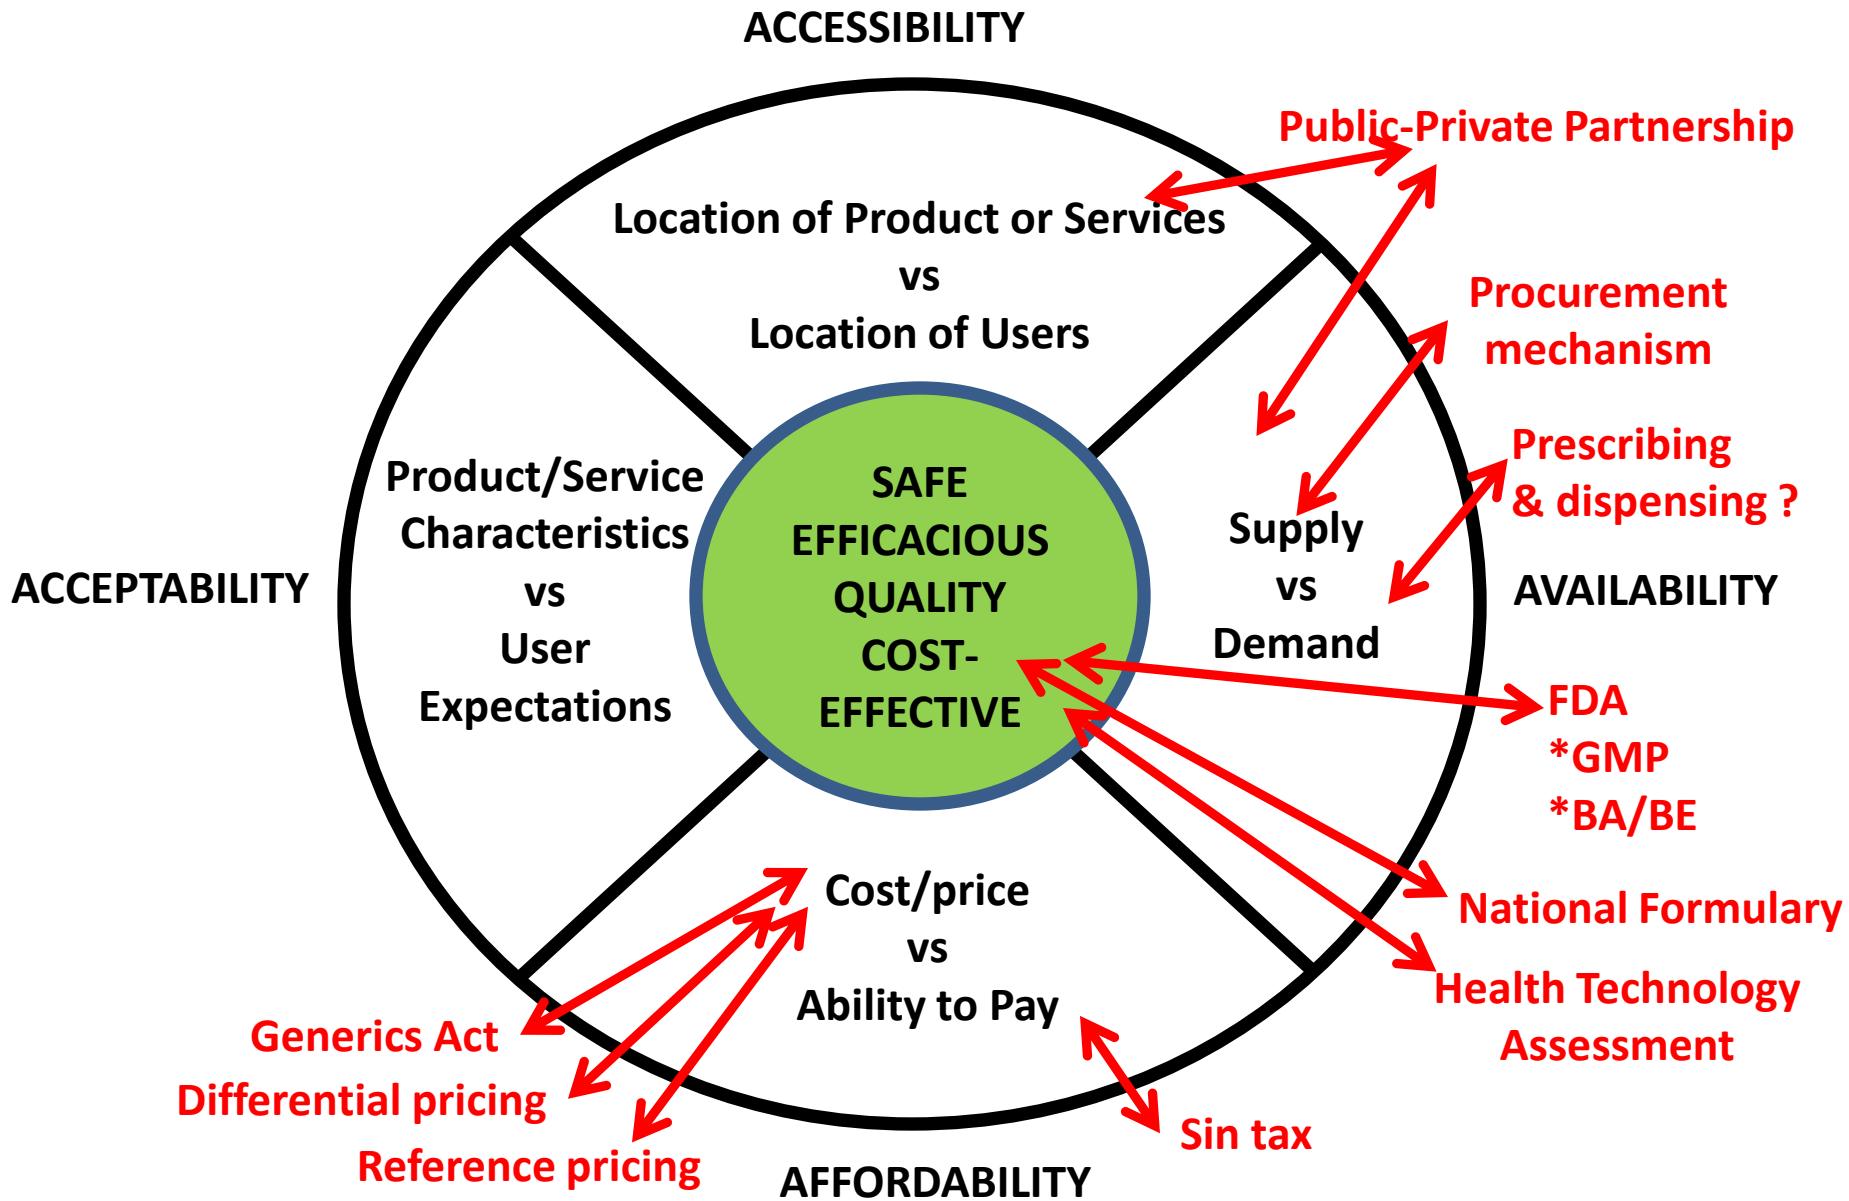 ACCESSIBILITY
Public-Private Partnership
Location of Product or Services
vs
Location of Users
Procurement
mechanism
Prescribing
& dispensing ?
Product/Service
Characteristics
vs
User
Expectations
SAFE
EFFICACIOUS
QUALITY
COST-
EFFECTIVE
Supply
vs
Demand
ACCEPTABILITY
AVAILABILITY
FDA
*GMP
*BA/BE
Cost/price
vs
Ability to Pay
National Formulary
Health Technology
Assessment
Generics Act
Differential pricing
Reference pricing
Sin tax
AFFORDABILITY